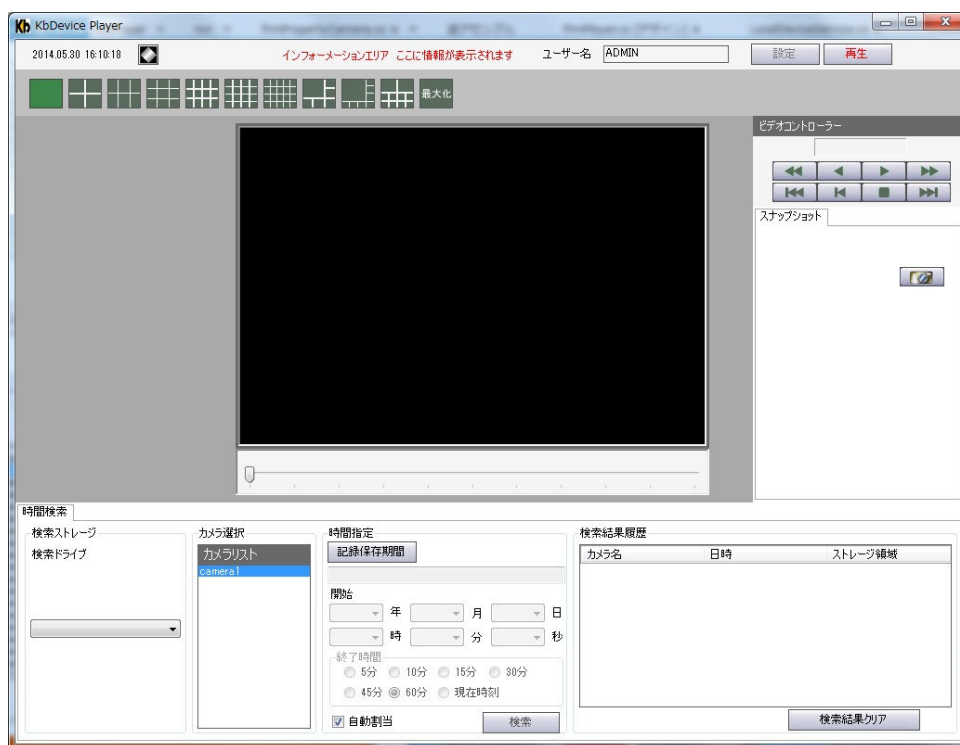 KbDevice Player
2014.05.30 16:10:18
インフォーメーションエリア ここに情報が表示されます
ユーザー名 ADMIN
設定 再生
最大化
ビデオコントローラー
スナップショット
時間検索
検索ストレージ
検索ドライブ
カメラ選択
カメラリスト
camera1
時間指定
記録保存期間
開始
年 月 日
時 分 秒
終了時間
5分 10分 15分 30分
45分 60分 現在時刻
自動割当 検索
検索結果履歴
カメラ名 日時 ストレージ領域
検索結果クリア